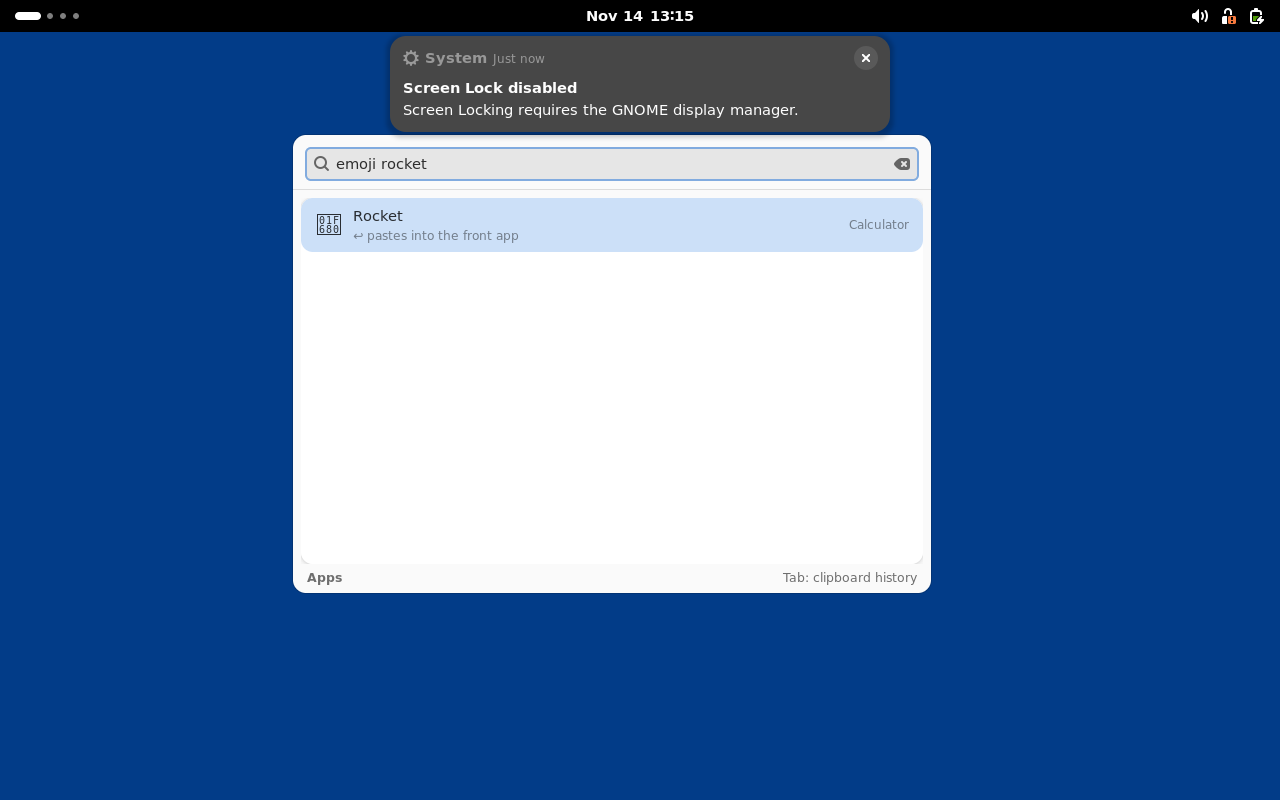 Nov 14 13:15
System Just now
Screen Lock disabled
Screen Locking requires the GNOME display manager.
emoji rocket
01F
680
Rocket
↩ pastes into the front app
Calculator
Apps
Tab: clipboard history